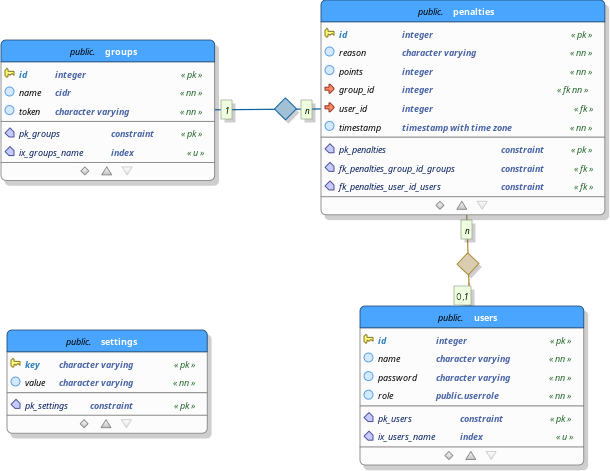 public. groups
id integer « pk »
name cidr « nn »
token character varying « nn »
pk_groups constraint « pk »
ix_groups_name index « u »
1
n
public. penalties
id integer « pk »
reason character varying « nn »
points integer « nn »
group_id integer « fk nn »
user_id integer « fk »
timestamp timestamp with time zone « nn »
pk_penalties constraint « pk »
fk_penalties_group_id_groups constraint « fk »
fk_penalties_user_id_users constraint « fk »
n
0,1
public. settings
key character varying « pk »
value character varying « nn »
pk_settings constraint « pk »
public. users
id integer « pk »
name character varying « nn »
password character varying « nn »
role public.userrole « nn »
pk_users constraint « pk »
ix_users_name index « u »